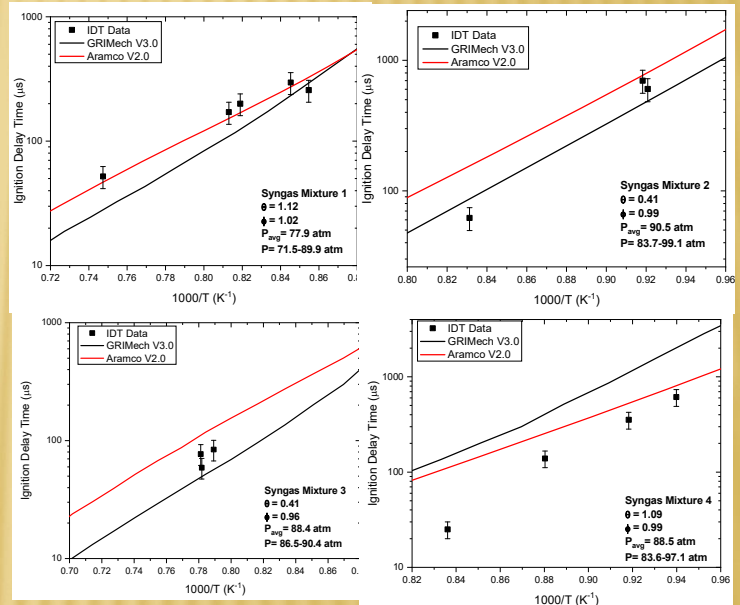 IDT Data
GRIMech V3.0
Aramco V2.0
1000
100
10
Ignition Delay Time (μs)
Syngas Mixture 1
θ = 1.12
ϕ = 1.02
Pavg= 77.9 atm
P= 71.5-89.9 atm
0.72 0.74 0.76 0.78 0.80 0.82 0.84 0.86
1000/T (K-1)
IDT Data
GRIMech V3.0
Aramco V2.0
1000
100
Ignition Delay Time (μs)
Syngas Mixture 2
θ = 0.41
ϕ = 0.99
Pavg= 90.5 atm
P= 83.7-99.1 atm
0.80 0.82 0.84 0.86 0.88 0.90 0.92 0.94 0.96
1000/T (K-1)
IDT Data
GRIMech V3.0
Aramco V2.0
1000
100
10
Ignition Delay Time (μs)
Syngas Mixture 3
θ = 0.41
ϕ = 0.96
Pavg= 88.4 atm
P= 86.5-90.4 atm
0.70 0.72 0.74 0.76 0.78 0.80 0.82 0.84 0.86
1000/T (K-1)
IDT Data
GRIMech V3.0
Aramco V2.0
1000
100
10
Ignition Delay Time (μs)
Syngas Mixture 4
θ = 1.09
ϕ = 0.99
Pavg= 88.5 atm
P= 83.6-97.1 atm
0.82 0.84 0.86 0.88 0.90 0.92 0.94 0.96
1000/T (K-1)